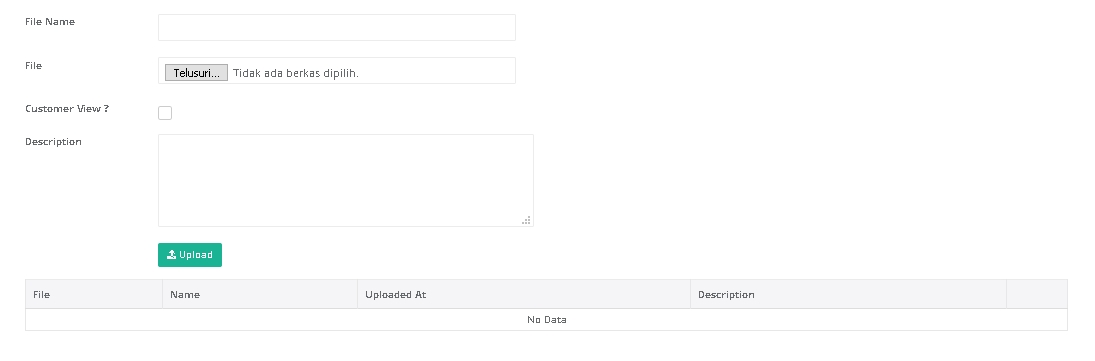 File Name
File
Telusuri... Tidak ada berkas dipilih.
Customer View ?
Description
Upload
File Name Uploaded At Description
No Data